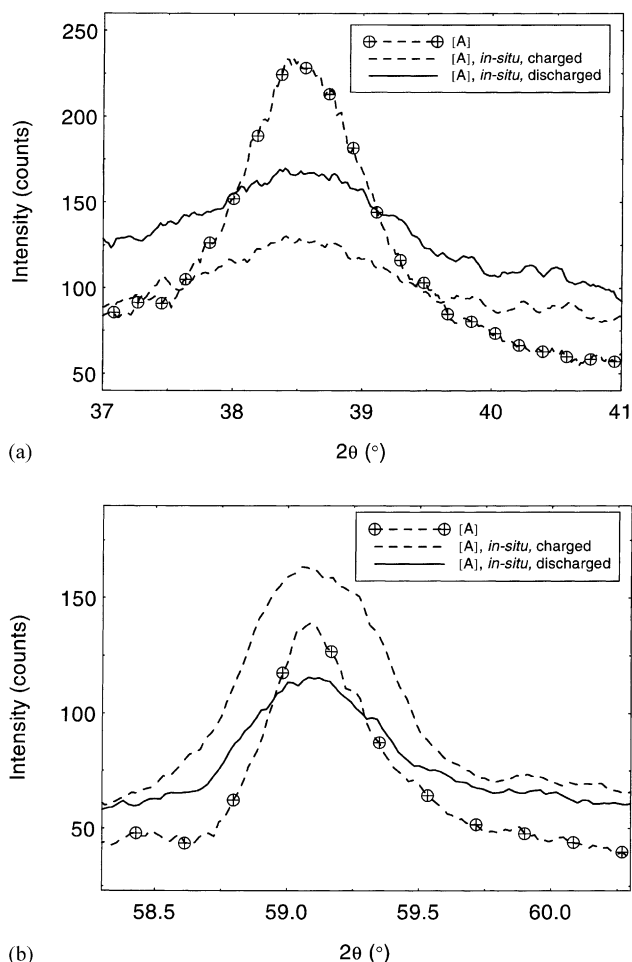 250
200
150
100
50
Intensity (counts)
[A]
[A], in-situ, charged
[A], in-situ, discharged
37 38 39 40 41
2θ (°)
(a)
150
100
50
Intensity (counts)
[A]
[A], in-situ, charged
[A], in-situ, discharged
58.5 59.0 59.5 60.0
2θ (°)
(b)